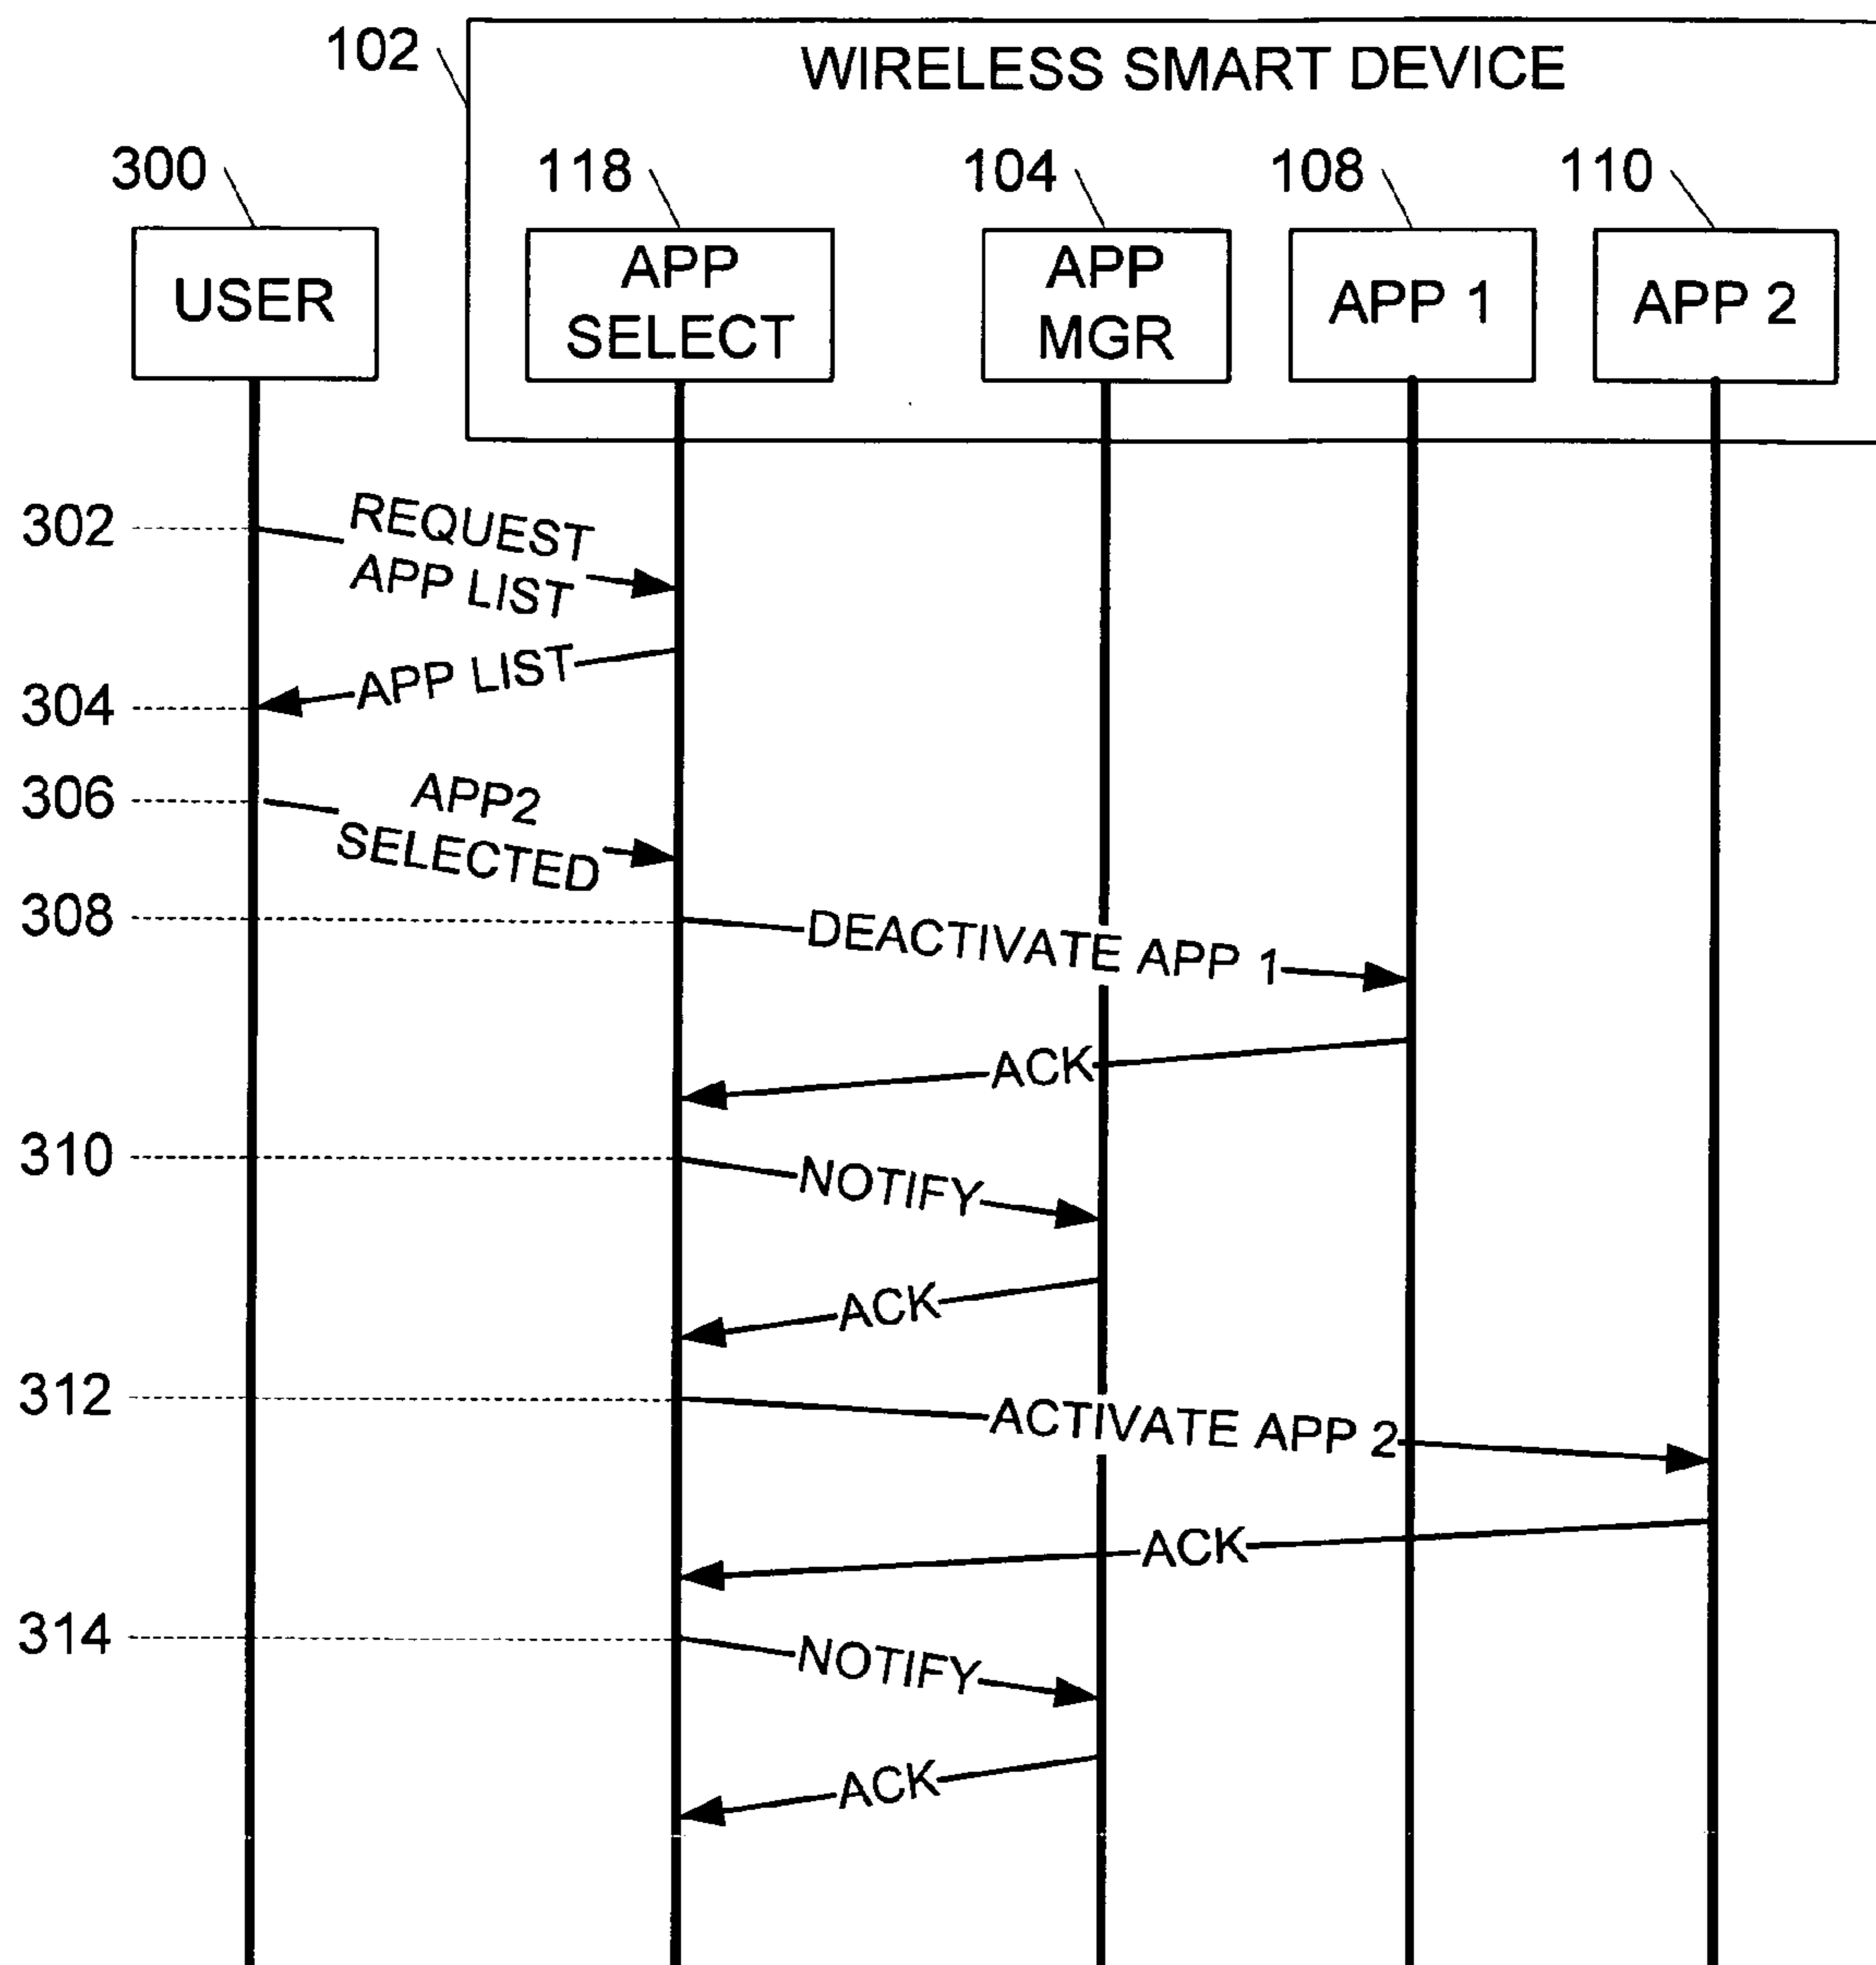 102
WIRELESS SMART DEVICE
300
118
104
108
110
USER
APP
SELECT
APP
MGR
APP 1
APP 2
302
REQUEST
APP LIST
APP LIST
304
306
APP2
SELECTED
308
DEACTIVATE APP 1
ACK
310
NOTIFY
ACK
312
ACTIVATE APP 2
ACK
314
NOTIFY
ACK